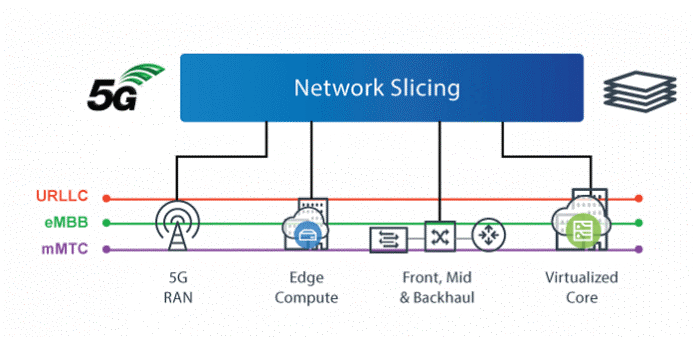 5G
Network Slicing
URLLC
eMBB
mMTC
5G
RAN
Edge
Compute
Front, Mid
& Backhaul
Virtualized
Core